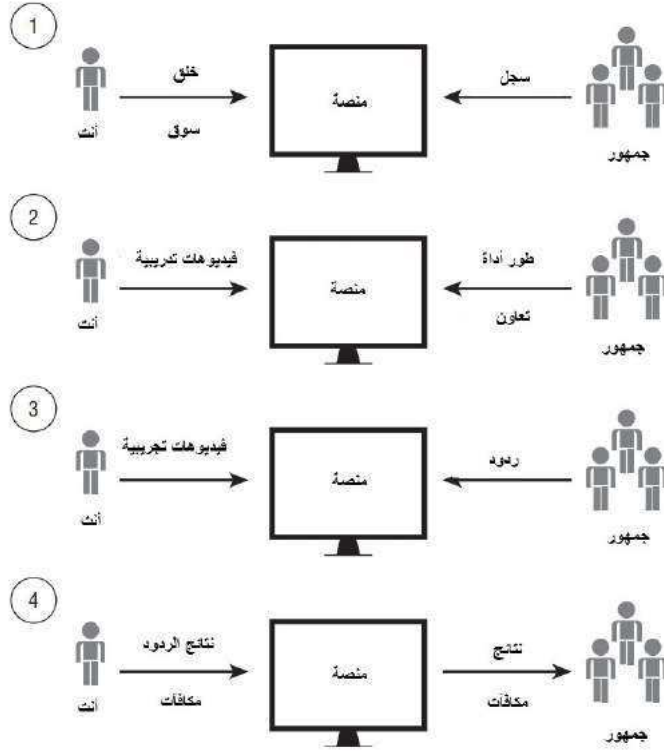 1
خلق
سوق
أنت
منصة
سجل
جمهور
2
فيديوهات تدريبية
أنت
منصة
طور أداة
تعاون
جمهور
3
فيديوهات تجريبية
أنت
منصة
ردود
جمهور
4
نتائج الردود
مكافآت
أنت
منصة
نتائج
مكافآت
جمهور